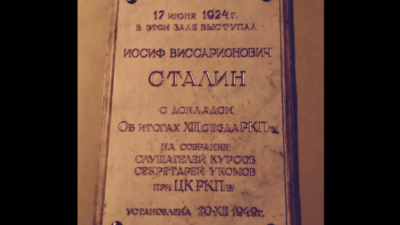 17 ИЮНЯ 1924 г.
В ЭТОМ ЗАЛЕ ВЫСТУПАЛ
ИОСИФ ВИССАРИОНОВИЧ
СТАЛИН
С ДОКЛАДОМ
ОБ ИТОГАХ XIII СЪЕЗДА РКП/Б
НА СОБРАНИИ
СЛУШАТЕЛЕЙ КУРСОВ
СЕКРЕТАРЕЙ УКОМОВ
ПРИ ЦК РКП/Б
УСТАНОВЛЕНА 20-XII 1949 г.